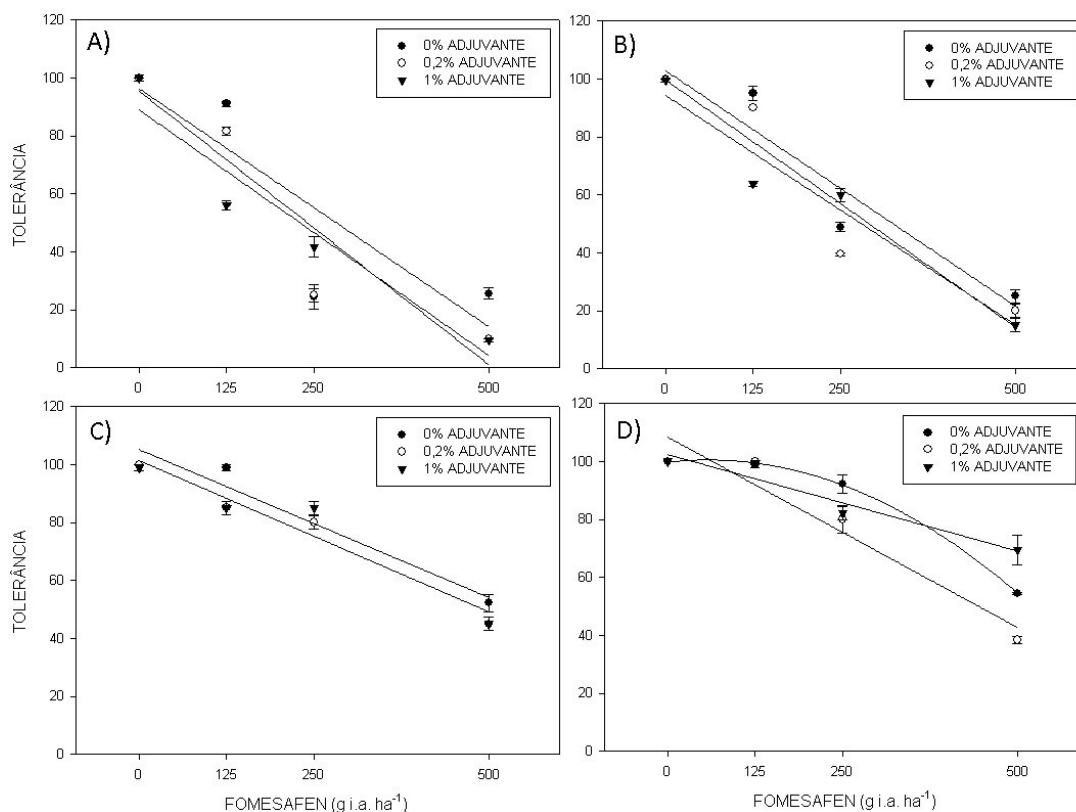 A)
120
100
80
60
40
20
0
TOLERÂNCIA
0% ADJUVANTE
0,2% ADJUVANTE
1% ADJUVANTE
0 125 250 500
B)
120
100
80
60
40
20
0
0% ADJUVANTE
0,2% ADJUVANTE
1% ADJUVANTE
0 125 250 500
C)
120
100
80
60
40
20
0
TOLERÂNCIA
0% ADJUVANTE
0,2% ADJUVANTE
1% ADJUVANTE
0 125 250 500
FOMESAFEN (g i.a. ha⁻¹)
D)
120
100
80
60
40
20
0
0% ADJUVANTE
0,2% ADJUVANTE
1% ADJUVANTE
0 125 250 500
FOMESAFEN (g i.a. ha⁻¹)